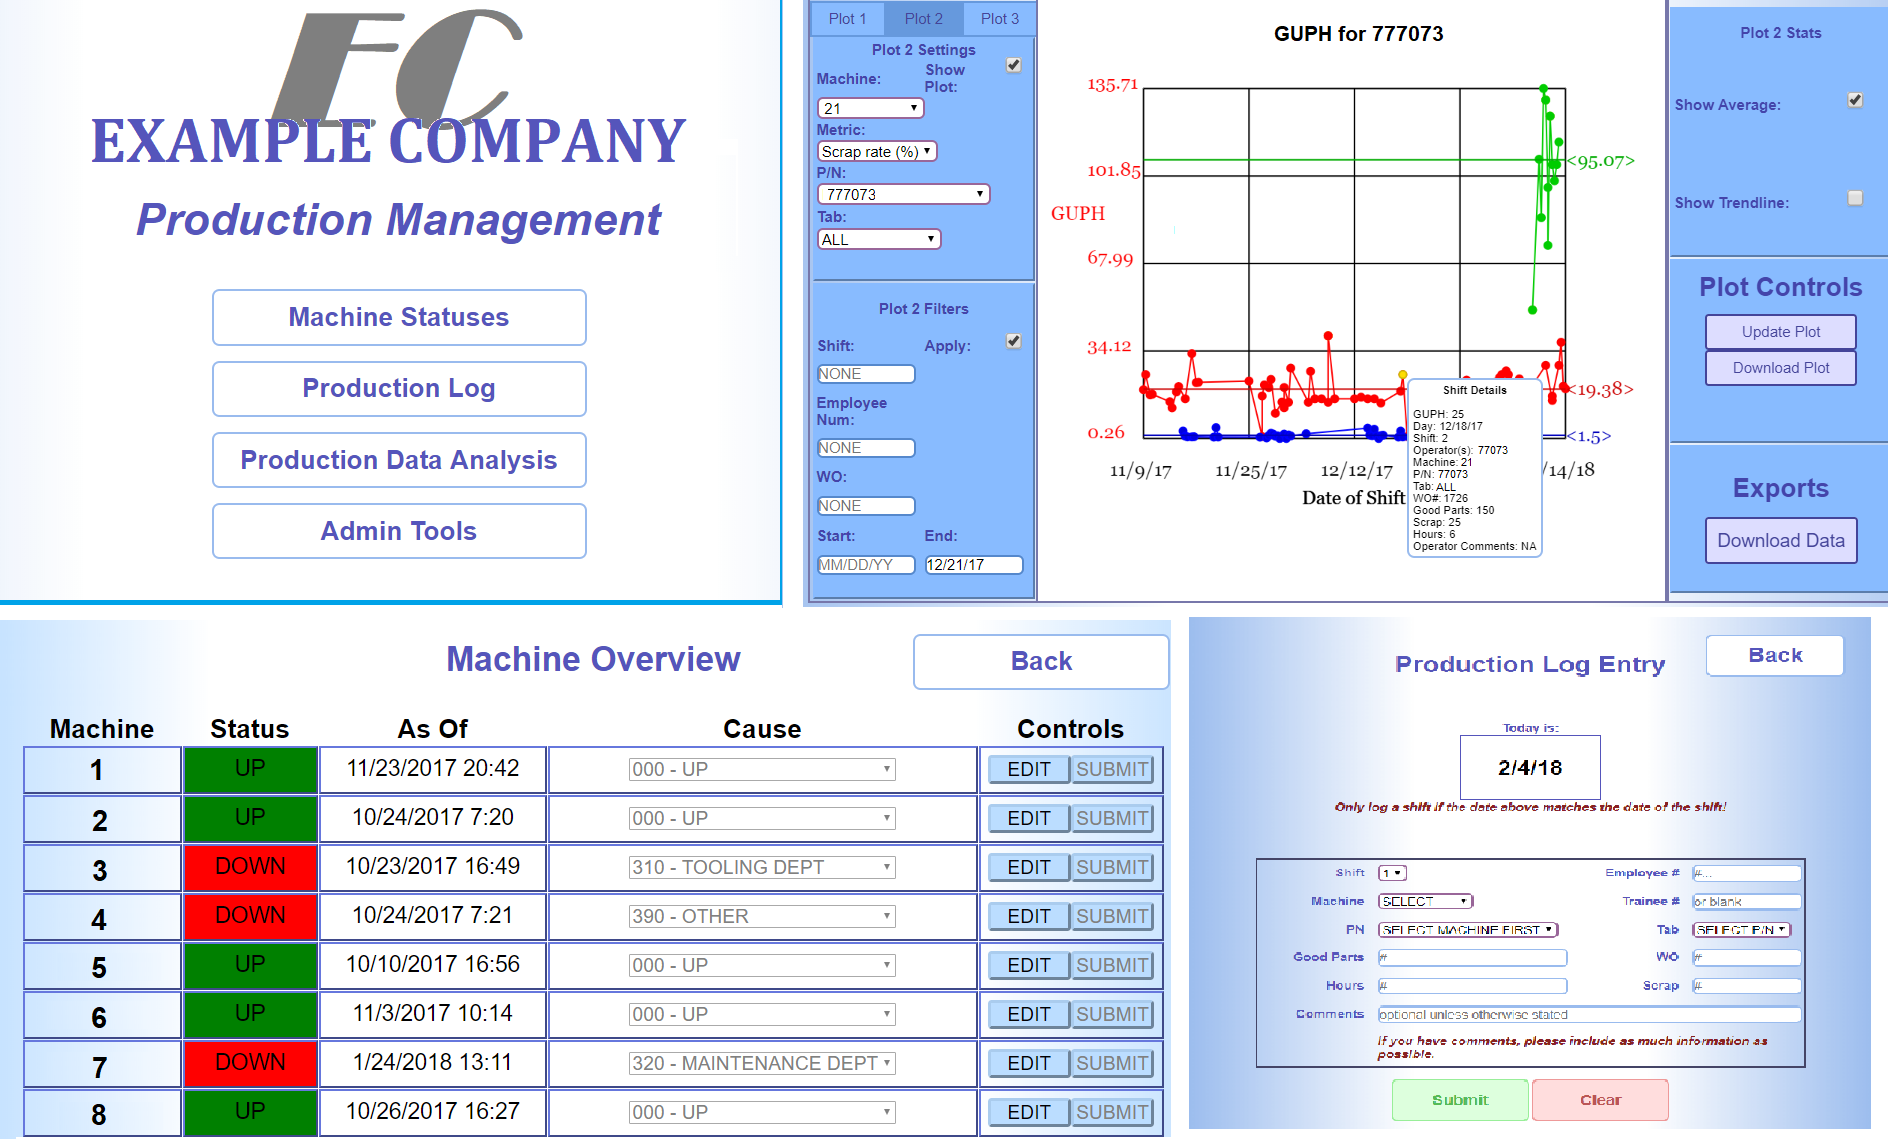 EC
EXAMPLE COMPANY
Production Management
Machine Statuses
Production Log
Production Data Analysis
Admin Tools
Plot 1 Plot 2 Plot 3
Plot 2 Settings
Machine: Show Plot:
21
Metric:
Scrap rate (%)
P/N:
777073
Tab:
ALL
Plot 2 Filters
Shift: Apply:
NONE
Employee Num:
NONE
WO:
NONE
Start: End:
MM/DD/YY 12/21/17
GUPH for 777073
135.71
<95.07>
101.85
GUPH
67.99
34.12
<19.38>
0.26
<1.5>
11/9/17 11/25/17 12/12/17 /14/18
Date of Shift
Shift Details
GUPH: 25
Day: 12/18/17
Shift: 2
Operator(s): 77073
Machine: 21
P/N: 77073
Tab: ALL
WO#: 1726
Good Parts: 150
Scrap: 25
Hours: 6
Operator Comments: NA
Plot 2 Stats
Show Average:
Show Trendline:
Plot Controls
Update Plot
Download Plot
Exports
Download Data
Machine Overview Back
Machine Status As Of Cause Controls
1 UP 11/23/2017 20:42 000 - UP EDIT SUBMIT
2 UP 10/24/2017 7:20 000 - UP EDIT SUBMIT
3 DOWN 10/23/2017 16:49 310 - TOOLING DEPT EDIT SUBMIT
4 DOWN 10/24/2017 7:21 390 - OTHER EDIT SUBMIT
5 UP 10/10/2017 16:56 000 - UP EDIT SUBMIT
6 UP 11/3/2017 10:14 000 - UP EDIT SUBMIT
7 DOWN 1/24/2018 13:11 320 - MAINTENANCE DEPT EDIT SUBMIT
8 UP 10/26/2017 16:27 000 - UP EDIT SUBMIT
Production Log Entry Back
Today is:
2/4/18
Only log a shift if the date above matches the date of the shift!
Shift 1 Employee # #...
Machine SELECT Trainee # or blank
PN SELECT MACHINE FIRST Tab SELECT P/N
Good Parts # WO #
Hours # Scrap #
Comments optional unless otherwise stated
If you have comments, please include as much information as
possible.
Submit Clear